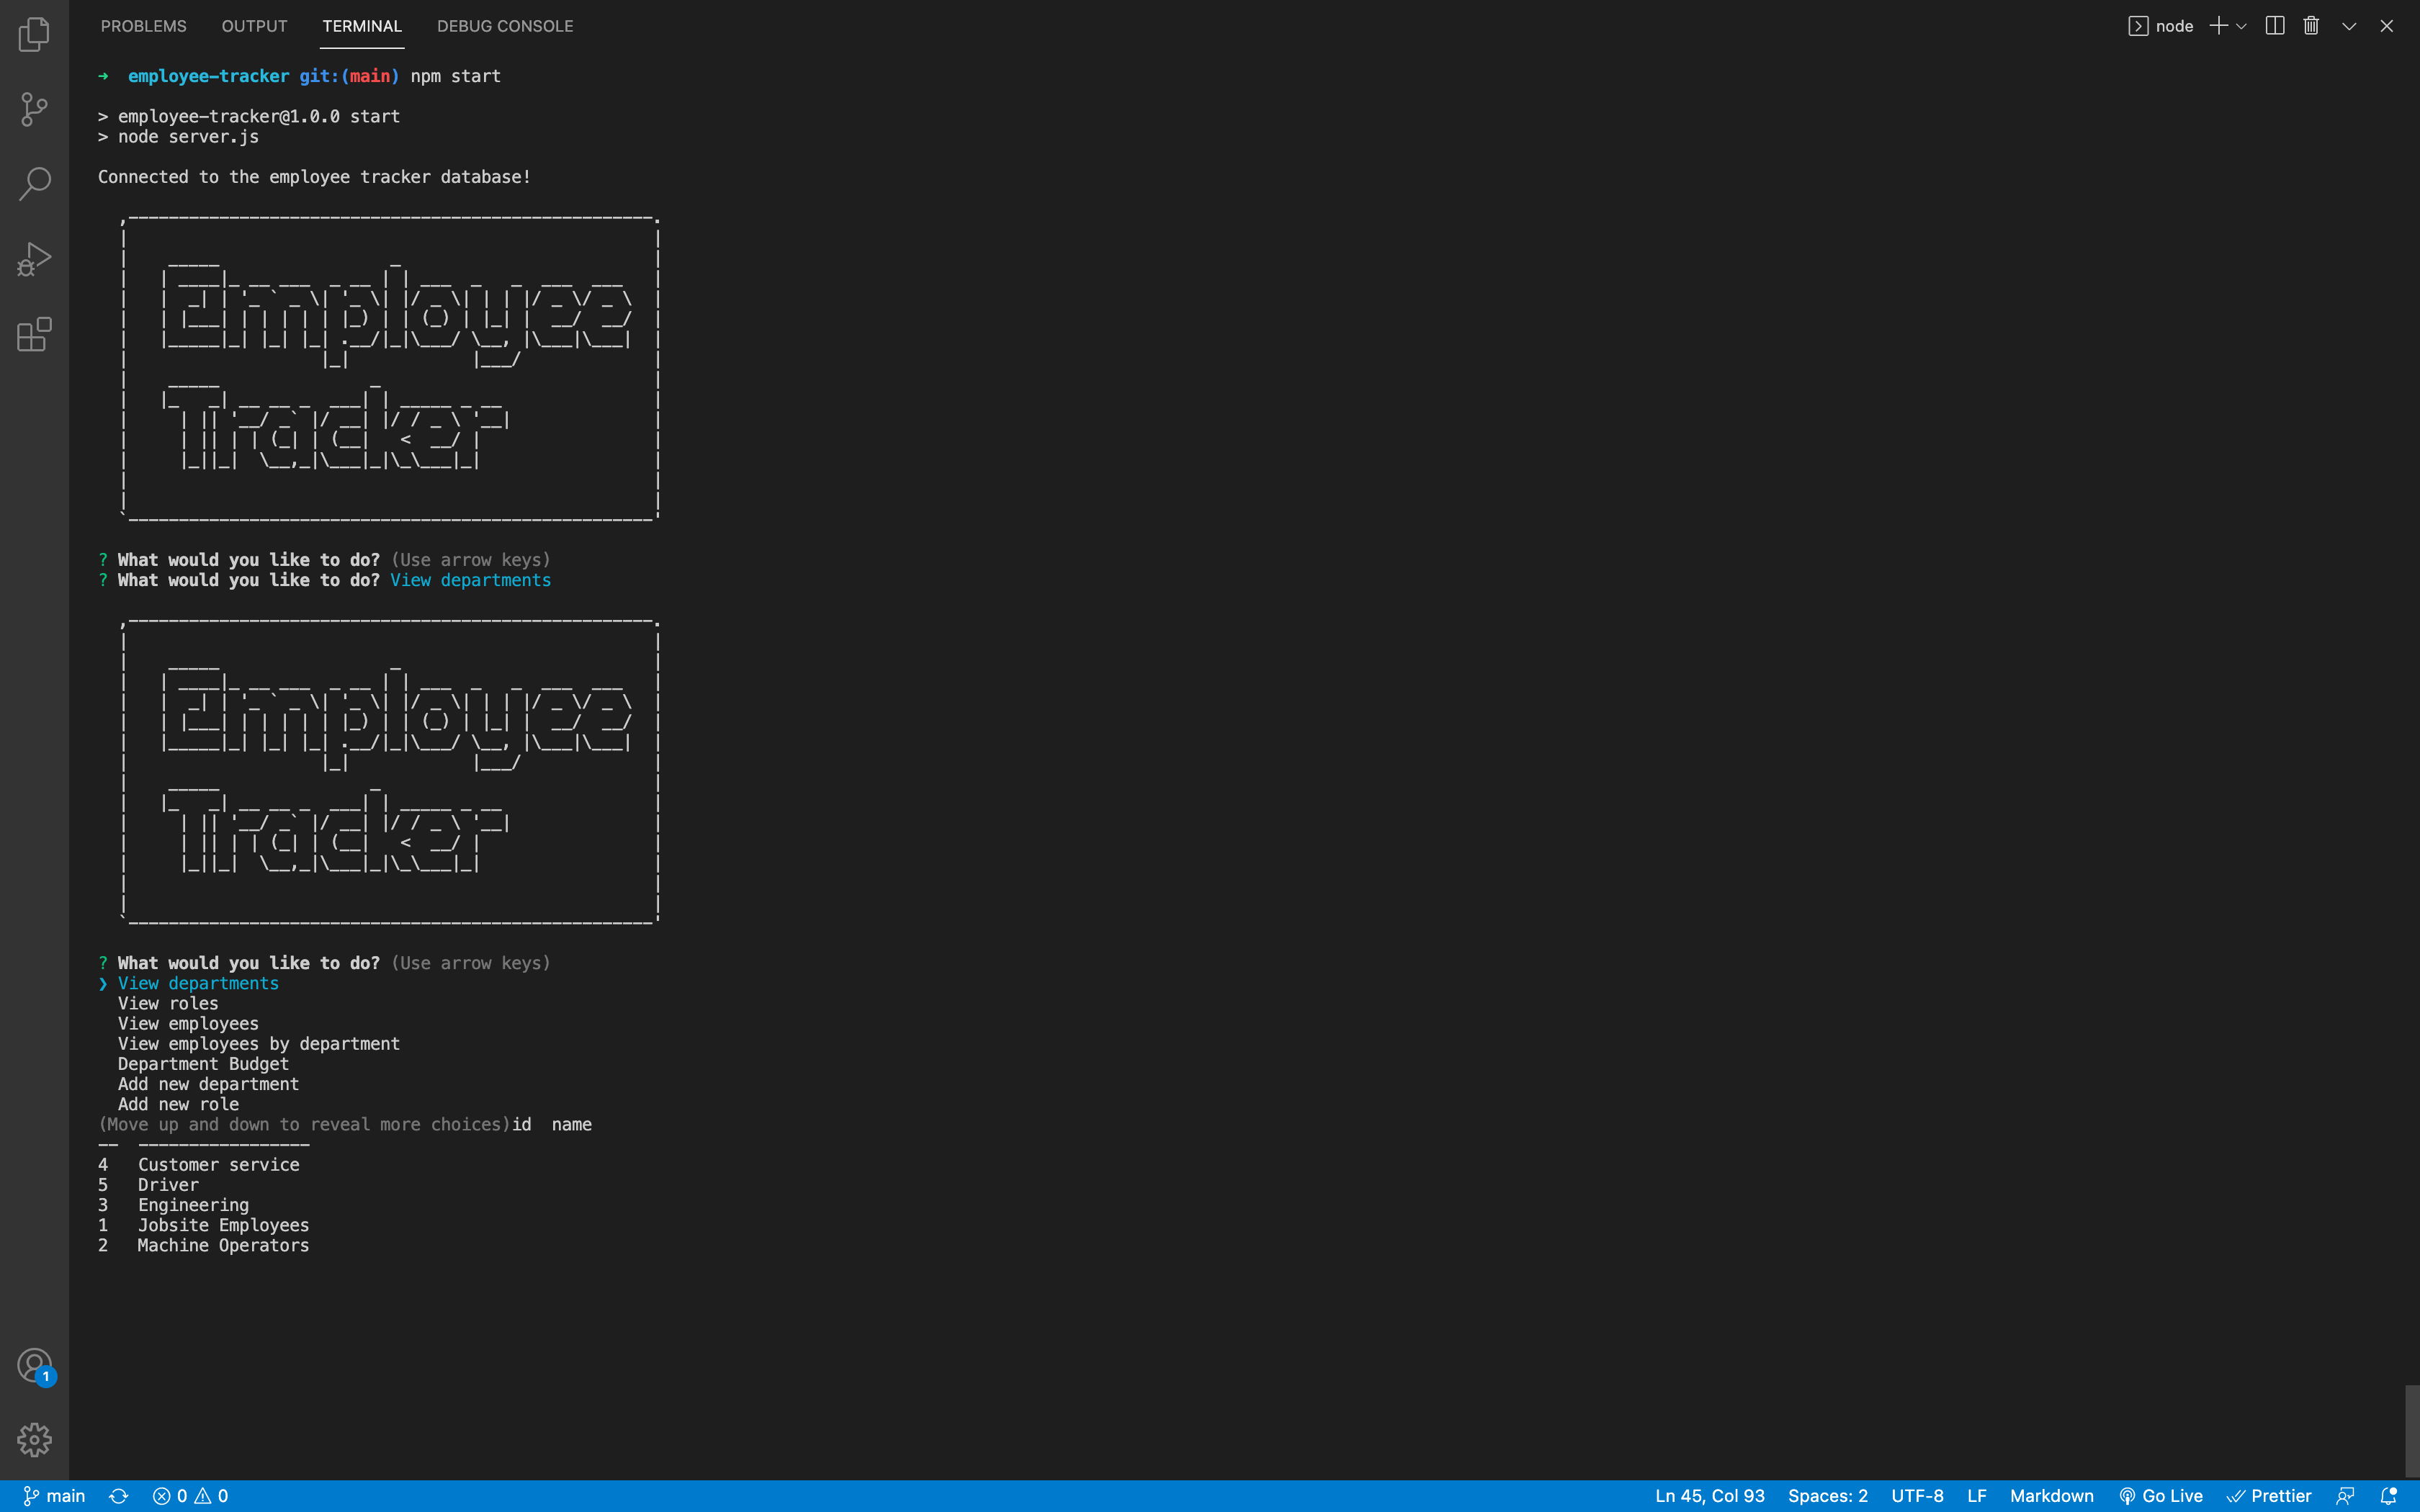 PROBLEMS OUTPUT TERMINAL DEBUG CONSOLE node
➜ employee-tracker git:(main) npm start
> employee-tracker@1.0.0 start
> node server.js
Connected to the employee tracker database!
Employee
Tracker
? What would you like to do? (Use arrow keys)
? What would you like to do? View departments
Employee
Tracker
? What would you like to do? (Use arrow keys)
❯ View departments
View roles
View employees
View employees by department
Department Budget
Add new department
Add new role
(Move up and down to reveal more choices)id name
-- -----------------
4 Customer service
5 Driver
3 Engineering
1 Jobsite Employees
2 Machine Operators
1
main 0 0 Ln 45, Col 93 Spaces: 2 UTF-8 LF Markdown Go Live Prettier